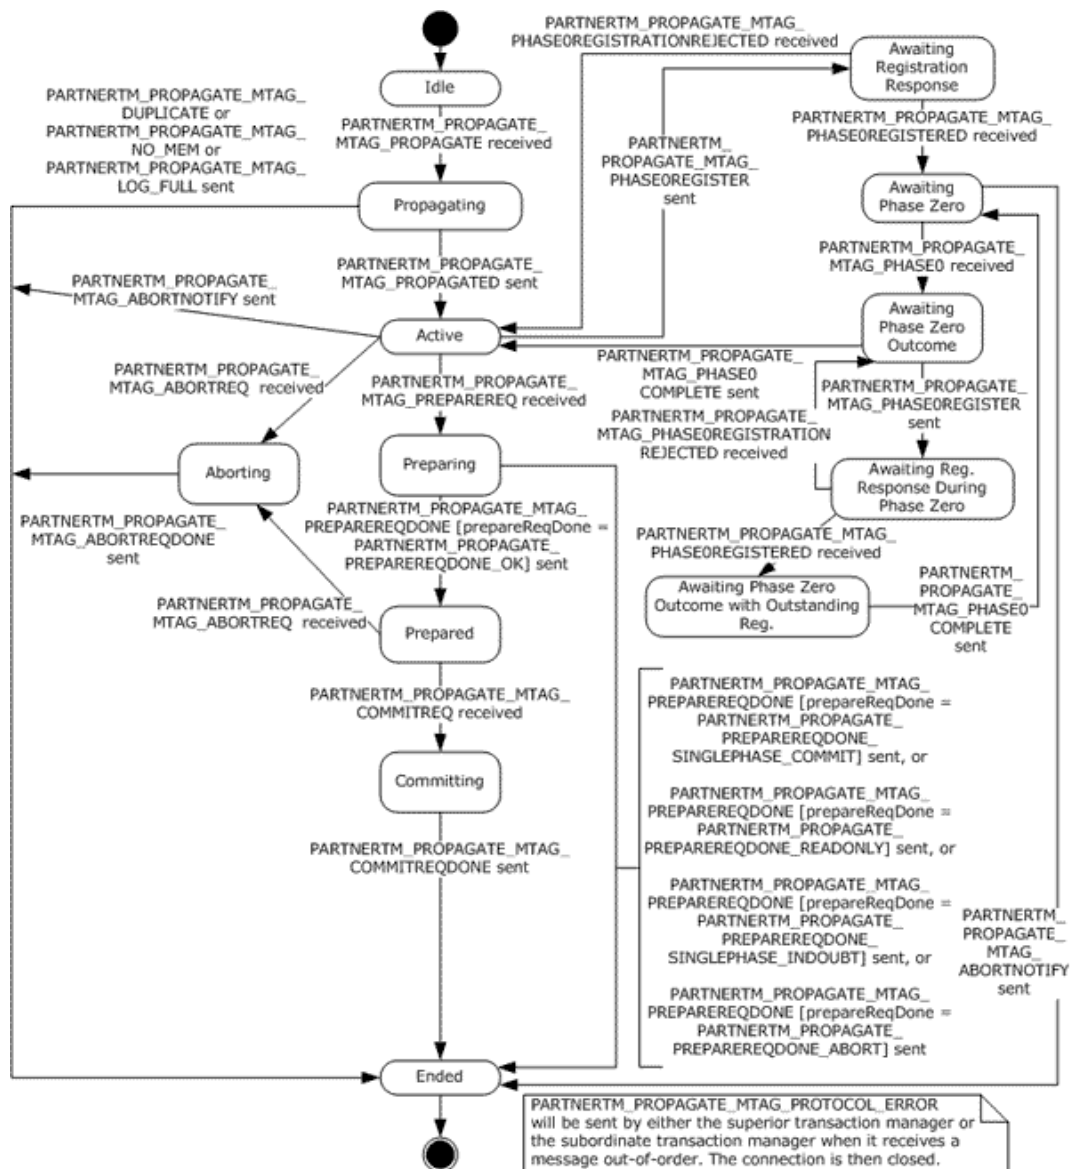 PARTNERTM_PROPAGATE_MTAG_
PHASE0REGISTRATIONREJECTED received
Awaiting
Registration
Response
Idle
PARTNERTM_PROPAGATE_MTAG_
DUPLICATE or
PARTNERTM_PROPAGATE_MTAG_
NO_MEM or
PARTNERTM_PROPAGATE_MTAG_
LOG_FULL sent
PARTNERTM_PROPAGATE_
MTAG_PROPAGATE received
PARTNERTM_
PROPAGATE_MTAG_
PHASE0REGISTER
sent
PARTNERTM_PROPAGATE_MTAG_
PHASE0REGISTERED received
Propagating
Awaiting
Phase Zero
PARTNERTM_PROPAGATE_
MTAG_PROPAGATED sent
PARTNERTM_PROPAGATE_
MTAG_PHASE0 received
PARTNERTM_PROPAGATE_
MTAG_ABORTNOTIFY sent
Active
Awaiting
Phase Zero
Outcome
PARTNERTM_PROPAGATE_
MTAG_ABORTREQ received
PARTNERTM_PROPAGATE_
MTAG_PREPAREREQ received
PARTNERTM_PROPAGATE_
MTAG_PHASE0
COMPLETE sent
PARTNERTM_PROPAGATE_
MTAG_PHASE0REGISTER
sent
PARTNERTM_PROPAGATE_
MTAG_PHASE0REGISTRATION
REJECTED received
Aborting
Preparing
Awaiting Reg.
Response During
Phase Zero
PARTNERTM_PROPAGATE_
MTAG_ABORTREQDONE
sent
PARTNERTM_PROPAGATE_MTAG_
PREPAREREQDONE [prepareReqDone =
PARTNERTM_PROPAGATE_
PREPAREREQDONE_OK] sent
PARTNERTM_PROPAGATE_MTAG_
PHASE0REGISTERED received
Awaiting Phase Zero
Outcome with Outstanding
Reg.
PARTNERTM_
PROPAGATE_
MTAG_PHASE0
COMPLETE
sent
PARTNERTM_PROPAGATE_
MTAG_ABORTREQ received
Prepared
PARTNERTM_PROPAGATE_MTAG_
COMMITREQ received
PARTNERTM_PROPAGATE_MTAG_
PREPAREREQDONE [prepareReqDone =
PARTNERTM_PROPAGATE_
PREPAREREQDONE_
SINGLEPHASE_COMMIT] sent, or
Committing
PARTNERTM_PROPAGATE_MTAG_
PREPAREREQDONE [prepareReqDone =
PARTNERTM_PROPAGATE_
PREPAREREQDONE_READONLY] sent, or
PARTNERTM_PROPAGATE_MTAG_
COMMITREQDONE sent
PARTNERTM_PROPAGATE_MTAG_
PREPAREREQDONE [prepareReqDone =
PARTNERTM_PROPAGATE_
PREPAREREQDONE_
SINGLEPHASE_INDOUBT] sent, or
PARTNERTM_
PROPAGATE_
MTAG_
ABORTNOTIFY
sent
PARTNERTM_PROPAGATE_MTAG_
PREPAREREQDONE [prepareReqDone =
PARTNERTM_PROPAGATE_
PREPAREREQDONE_ABORT] sent
Ended
PARTNERTM_PROPAGATE_MTAG_PROTOCOL_ERROR
will be sent by either the superior transaction manager or
the subordinate transaction manager when it receives a
message out-of-order. The connection is then closed.